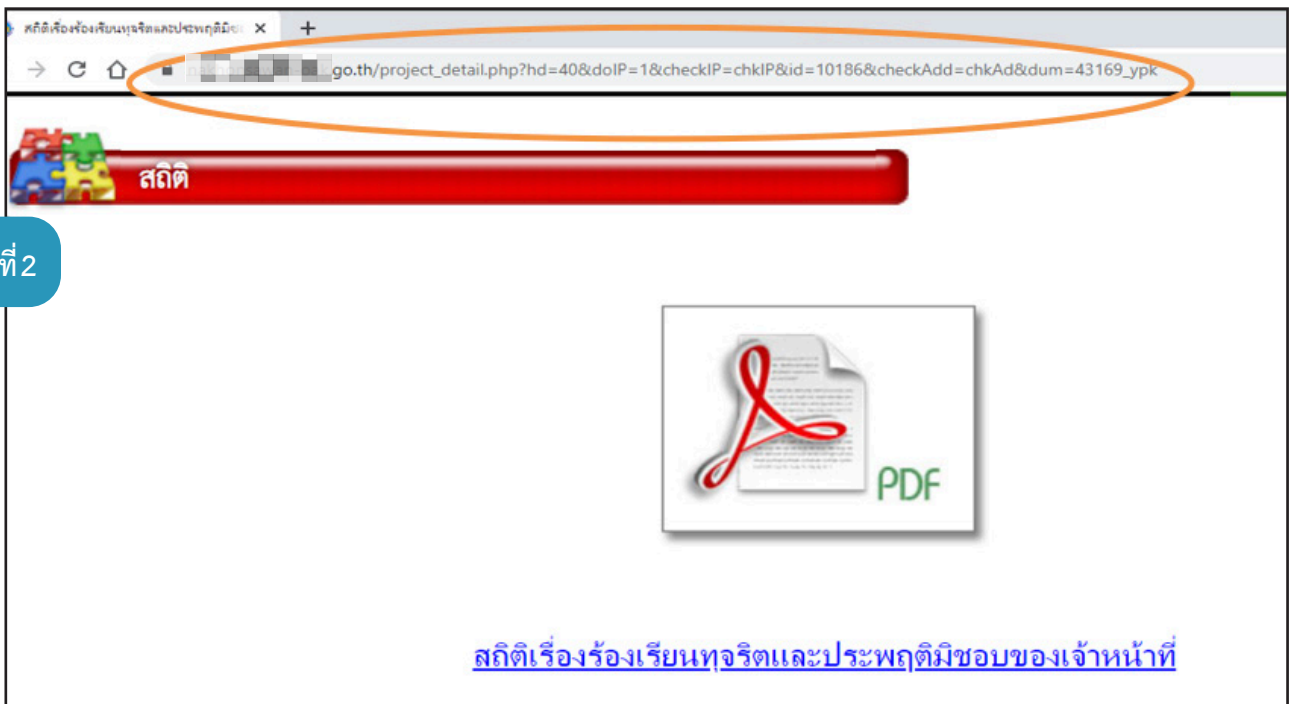 สถิติเรื่องร้องเรียนทุจริตและประพฤติมิช
go.th/project_detail.php?hd=40&doIP=1&checkIP=chkIP&id=10186&checkAdd=chkAd&dum=43169_ypk
สถิติ
ที่ 2
PDF
สถิติเรื่องร้องเรียนทุจริตและประพฤติมิชอบของเจ้าหน้าที่